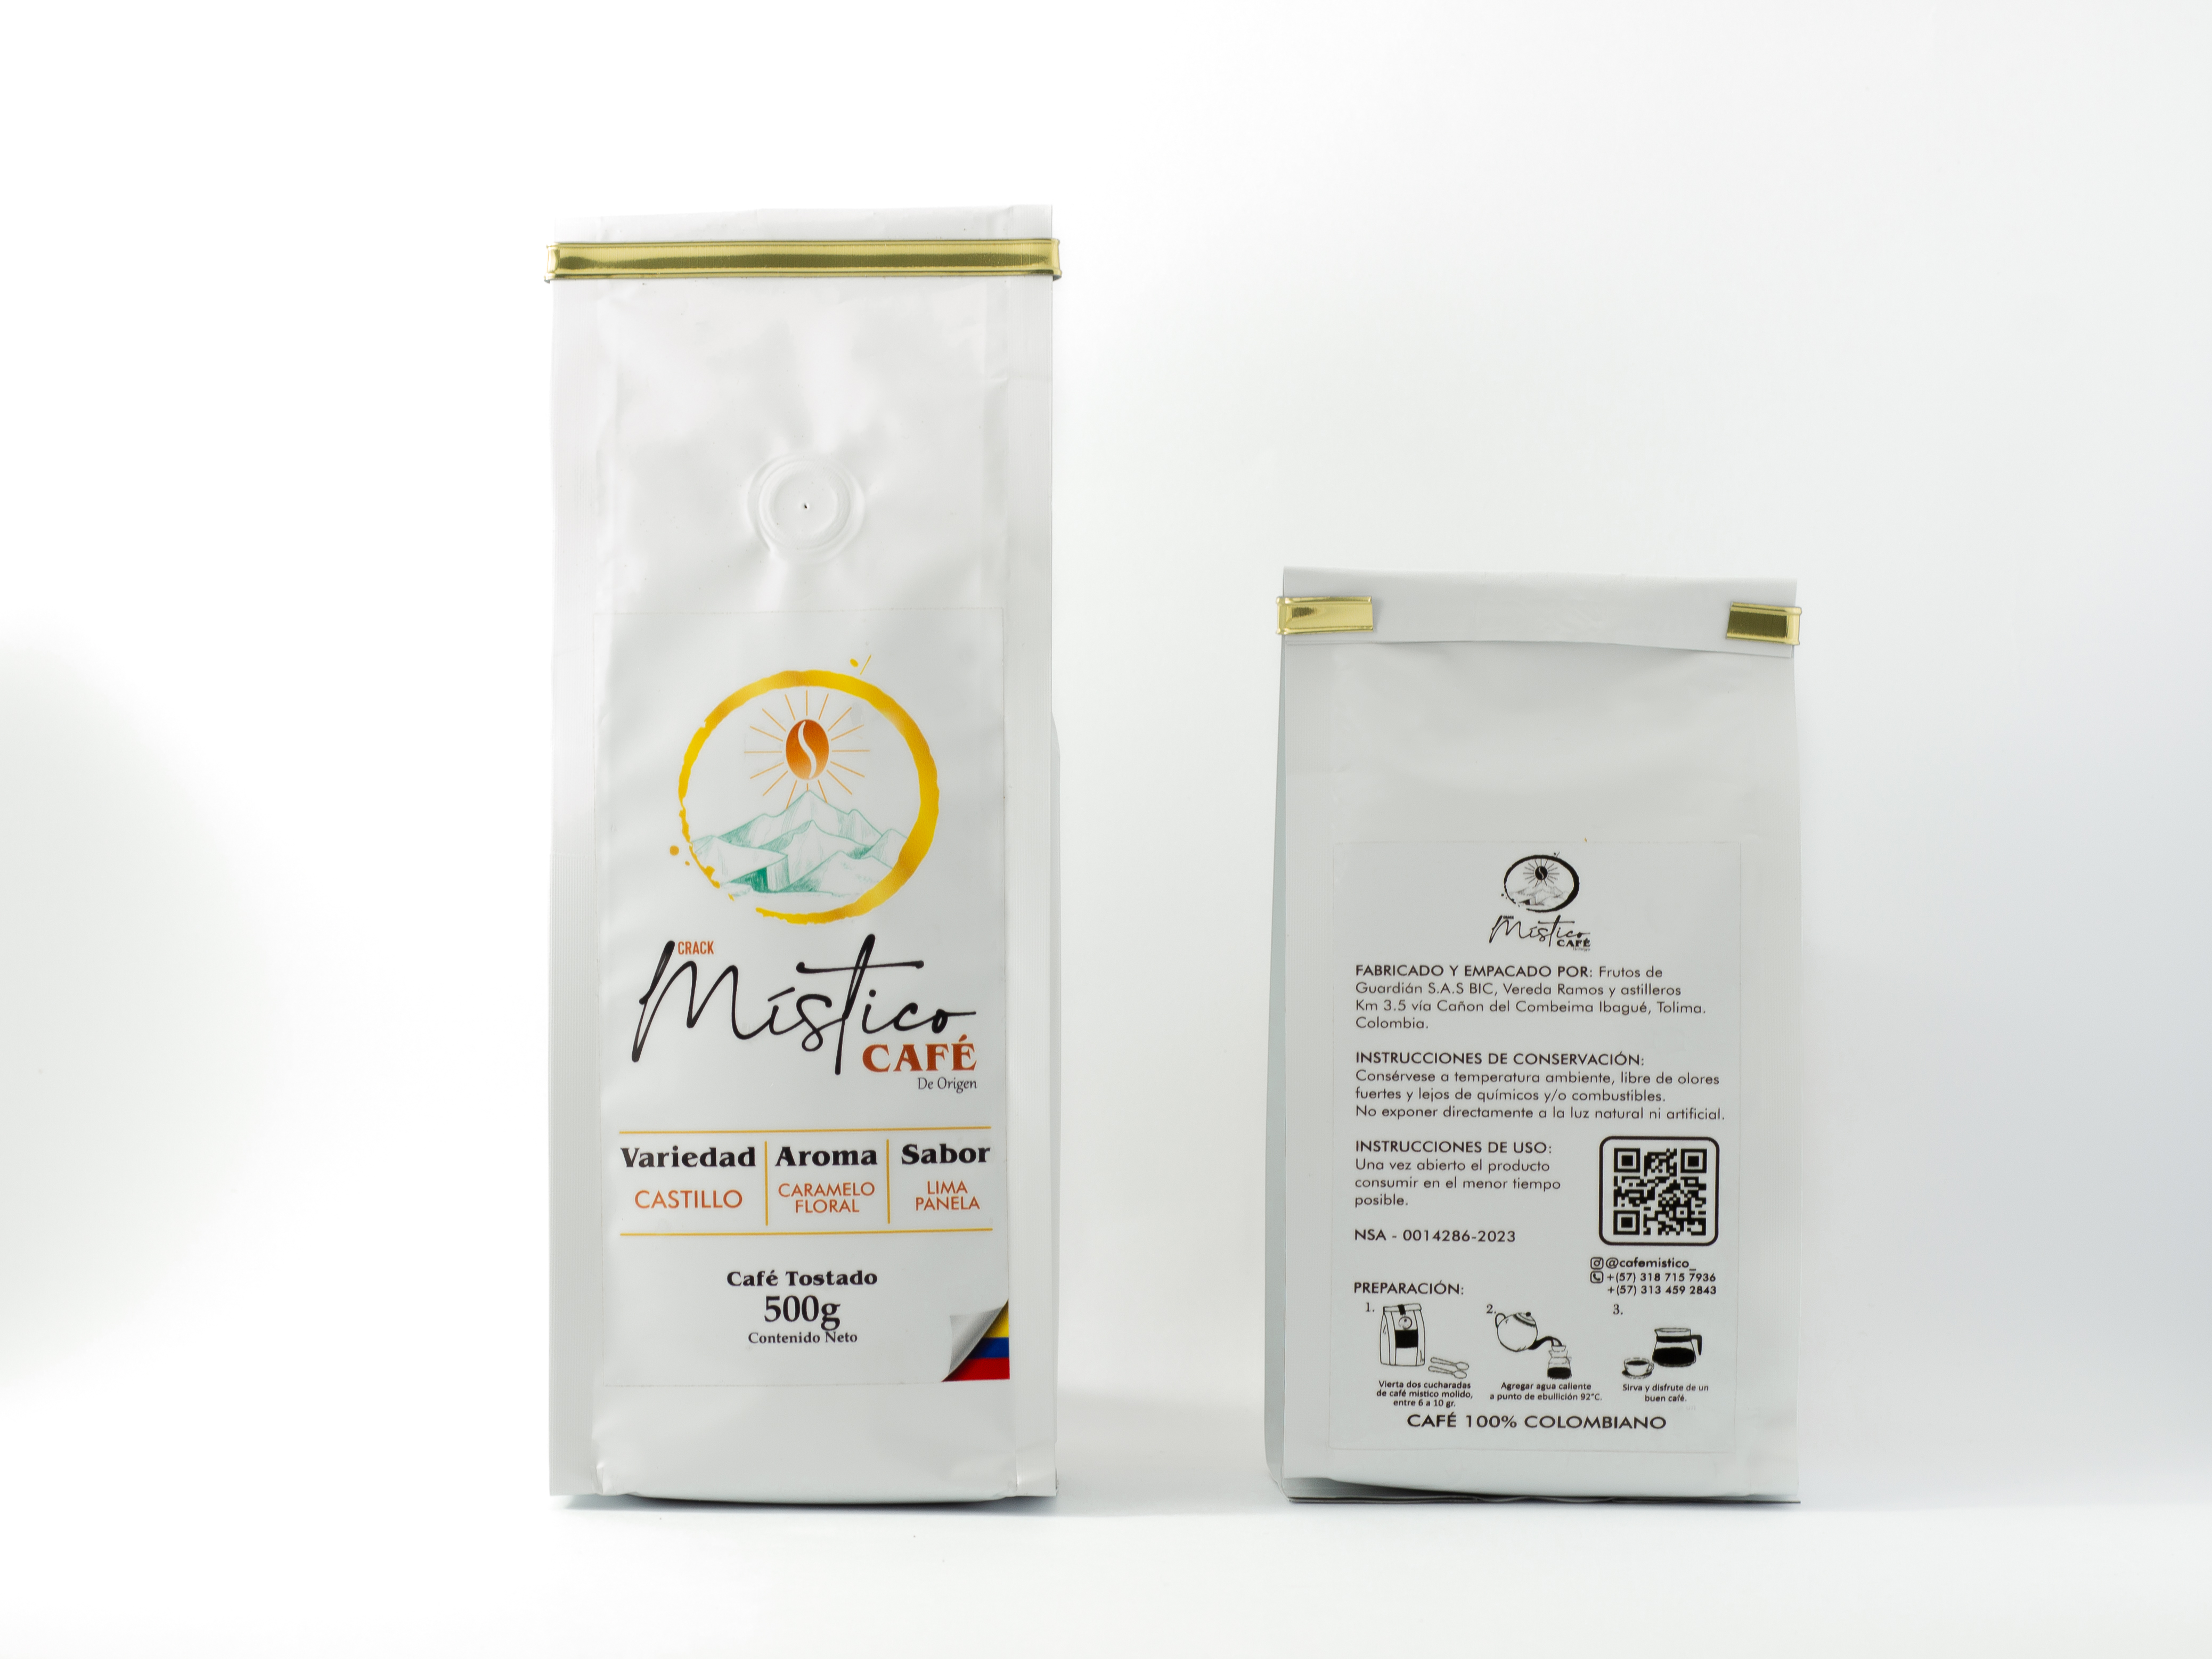 CRACK
Místico
CAFÉ
De Origen
Variedad Aroma Sabor
CASTILLO CARAMELO FLORAL LIMA PANELA
Café Tostado
500g
Contenido Neto
Místico
CAFÉ
FABRICADO Y EMPACADO POR: Frutos de
Guardián S.A.S BIC, Vereda Ramos y astilleros
Km 3.5 vía Cañon del Combeima Ibagué, Tolima.
Colombia.
INSTRUCCIONES DE CONSERVACIÓN:
Consérvese a temperatura ambiente, libre de olores
fuertes y lejos de químicos y/o combustibles.
No exponer directamente a la luz natural ni artificial.
INSTRUCCIONES DE USO:
Una vez abierto el producto
consumir en el menor tiempo
posible.
NSA - 0014286-2023
@cafemistico_
+(57) 318 715 7936
+(57) 313 459 2843
PREPARACIÓN:
1.
Vierta dos cucharadas
de café místico molido,
entre 6 a 10 gr.
2.
Agregar agua caliente
a punto de ebullición 92°C.
3.
Sirva y disfrute de un
buen café.
CAFÉ 100% COLOMBIANO